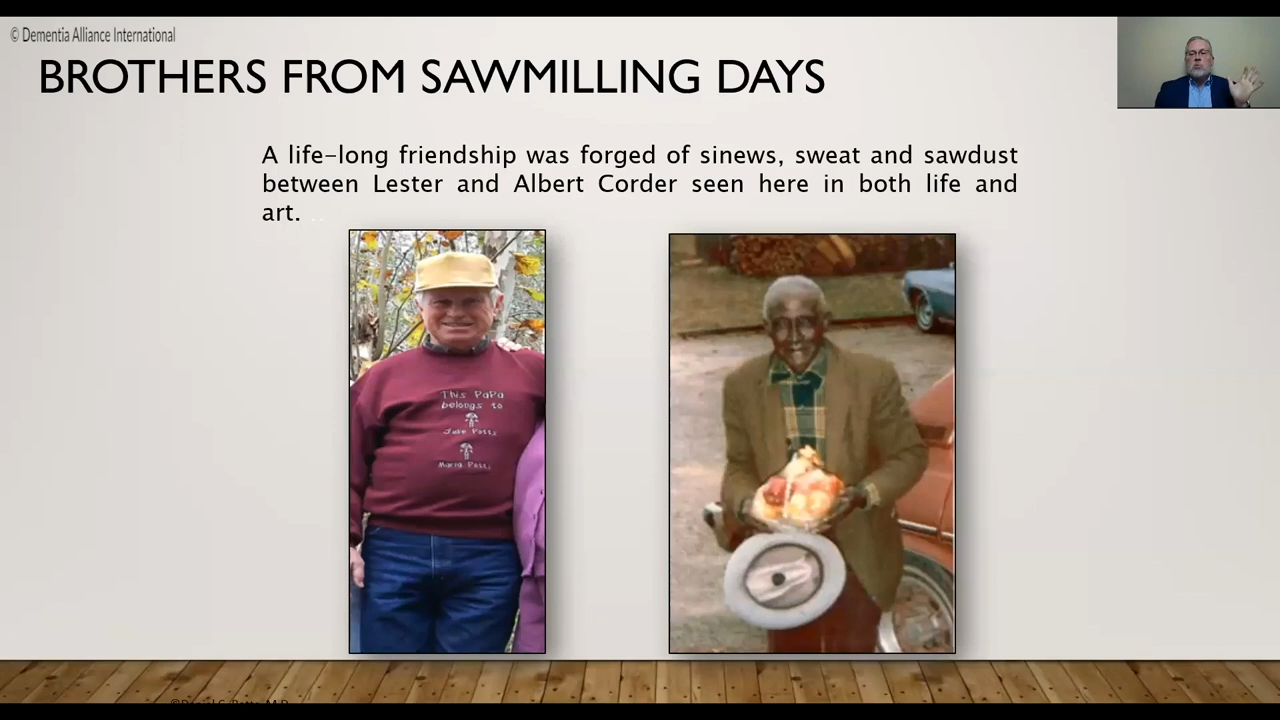 © Dementia Alliance International
BROTHERS FROM SAWMILLING DAYS
A life-long friendship was forged of sinews, sweat and sawdust
between Lester and Albert Corder seen here in both life and
art.
This PaPa
belongs to
Jake Potts
Maria Potts